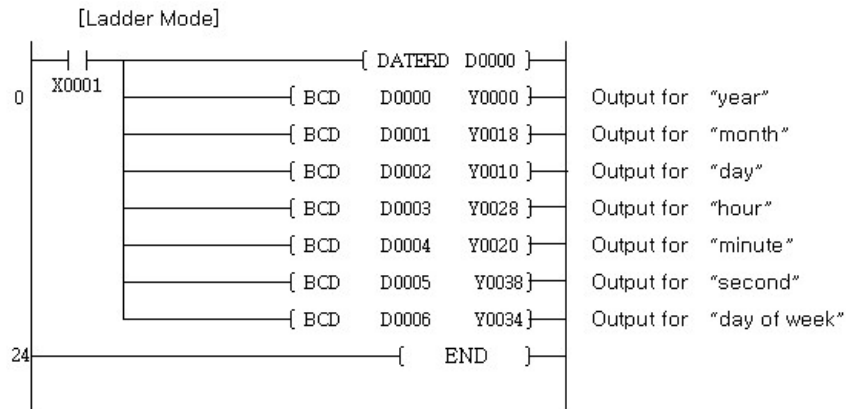 [Ladder Mode]
DATERD D0000
X0001
0 BCD D0000 Y0000 Output for "year"
BCD D0001 Y0018 Output for "month"
BCD D0002 Y0010 Output for "day"
BCD D0003 Y0028 Output for "hour"
BCD D0004 Y0020 Output for "minute"
BCD D0005 Y0038 Output for "second"
BCD D0006 Y0034 Output for "day of week"
24 END